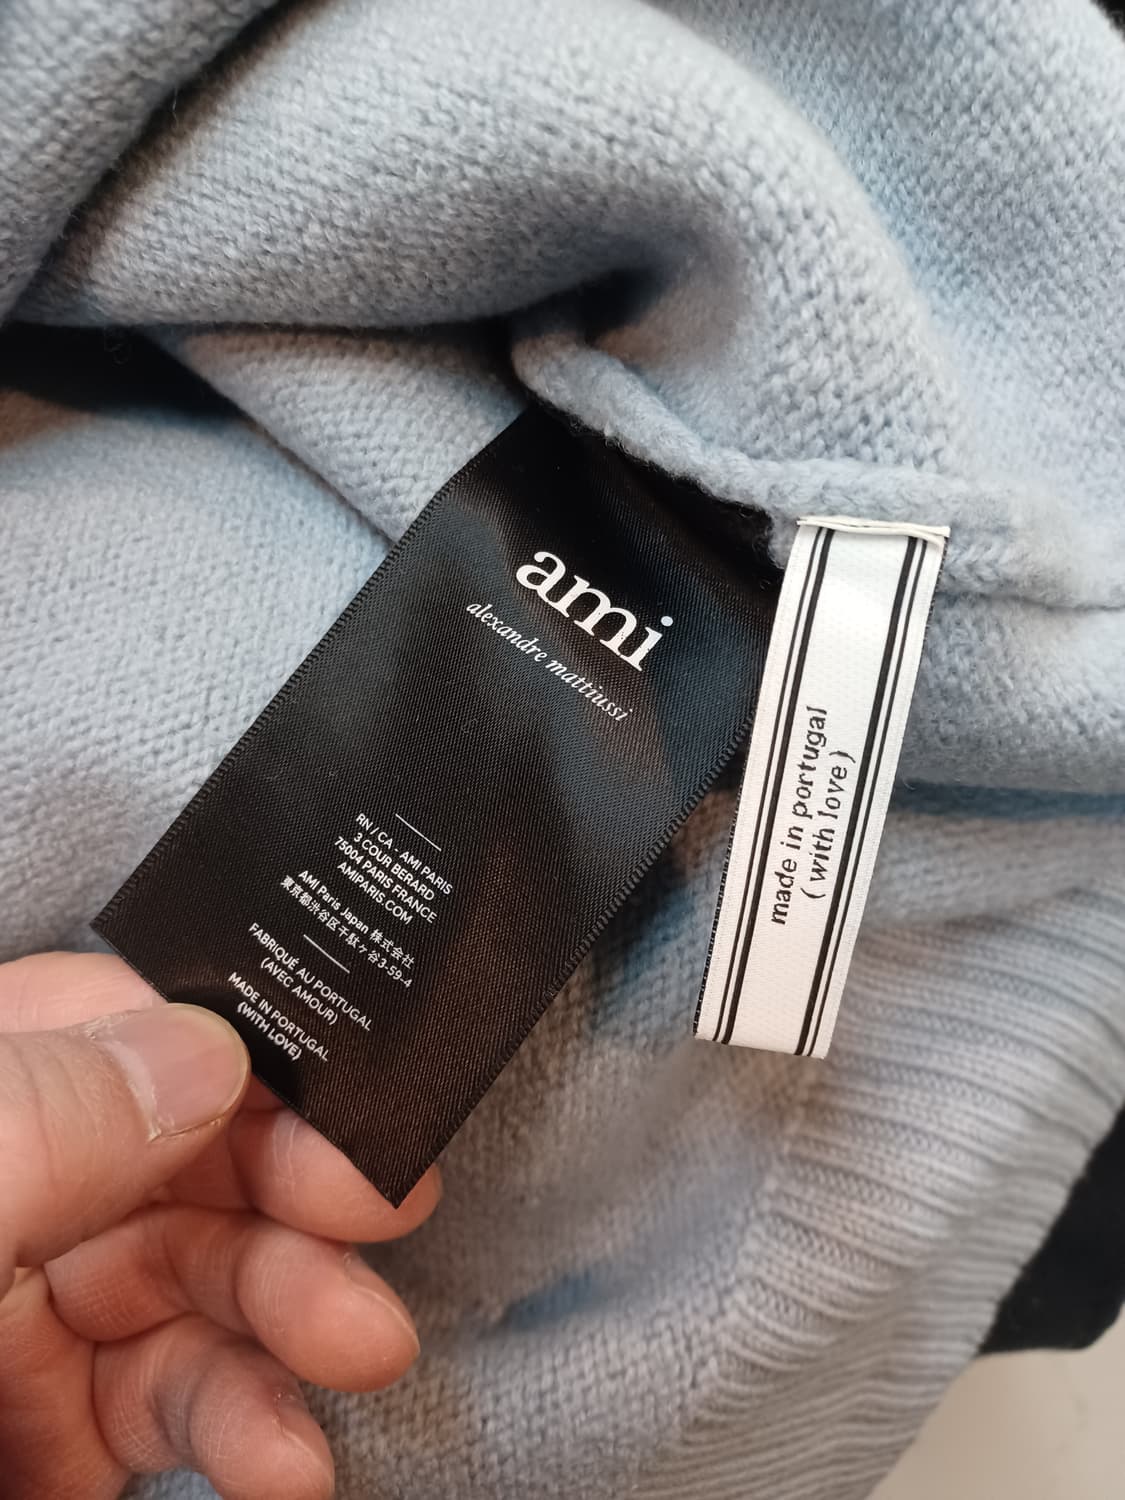 ami
alexandre mattiussi
RN / CA - AMI PARIS
3 COUR BERARD
75004 PARIS FRANCE
AMIPARIS.COM
AMI Paris Japan 株式会社
東京都渋谷区千駄ヶ谷3-59-4
FABRIQUÉ AU PORTUGAL
(AVEC AMOUR)
MADE IN PORTUGAL
(WITH LOVE)
made in portugal
( with love )